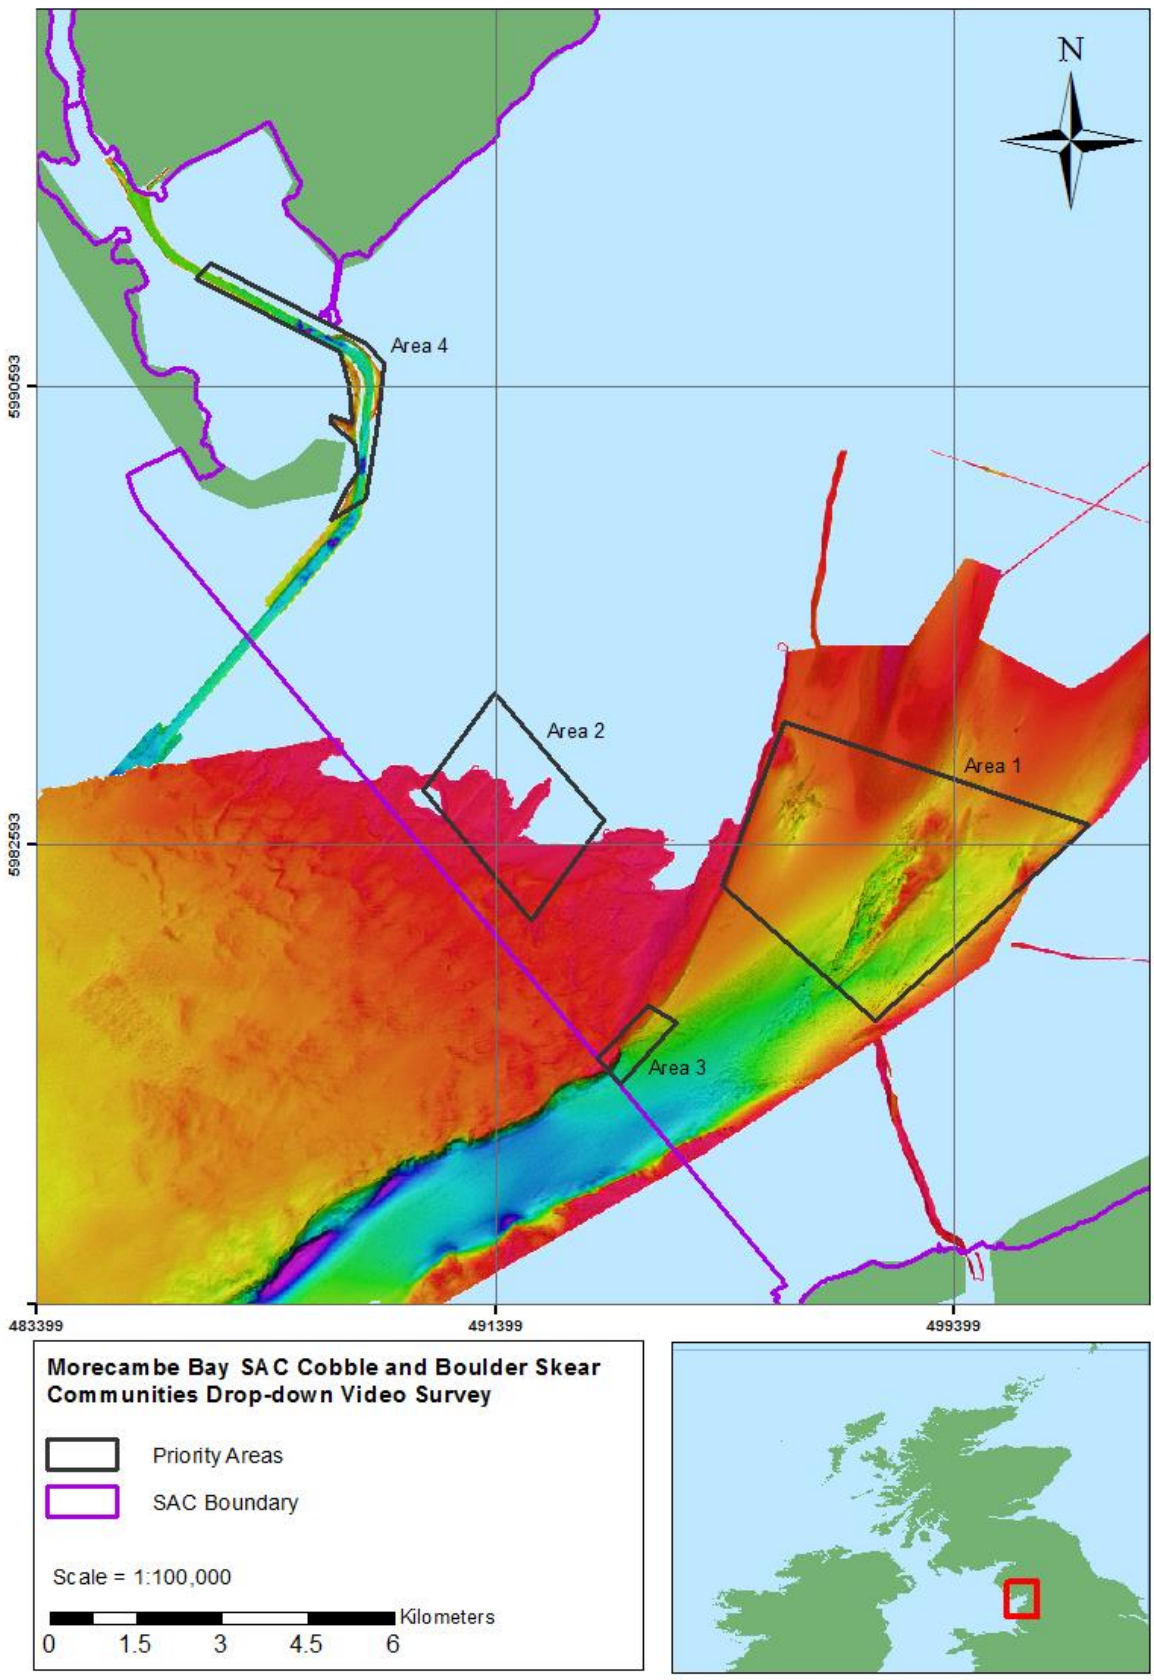 N
Area 4
5990593
Area 2
Area 1
5982593
Area 3
483399
491399
499399
Morecambe Bay SAC Cobble and Boulder Skear
Communities Drop-down Video Survey
Priority Areas
SAC Boundary
Scale = 1:100,000
Kilometers
0 1.5 3 4.5 6